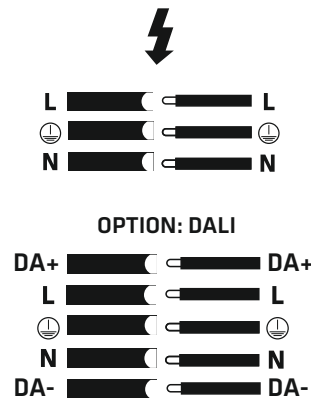 L L
N N
OPTION: DALI
DA+ DA+
L L
N N
DA- DA-